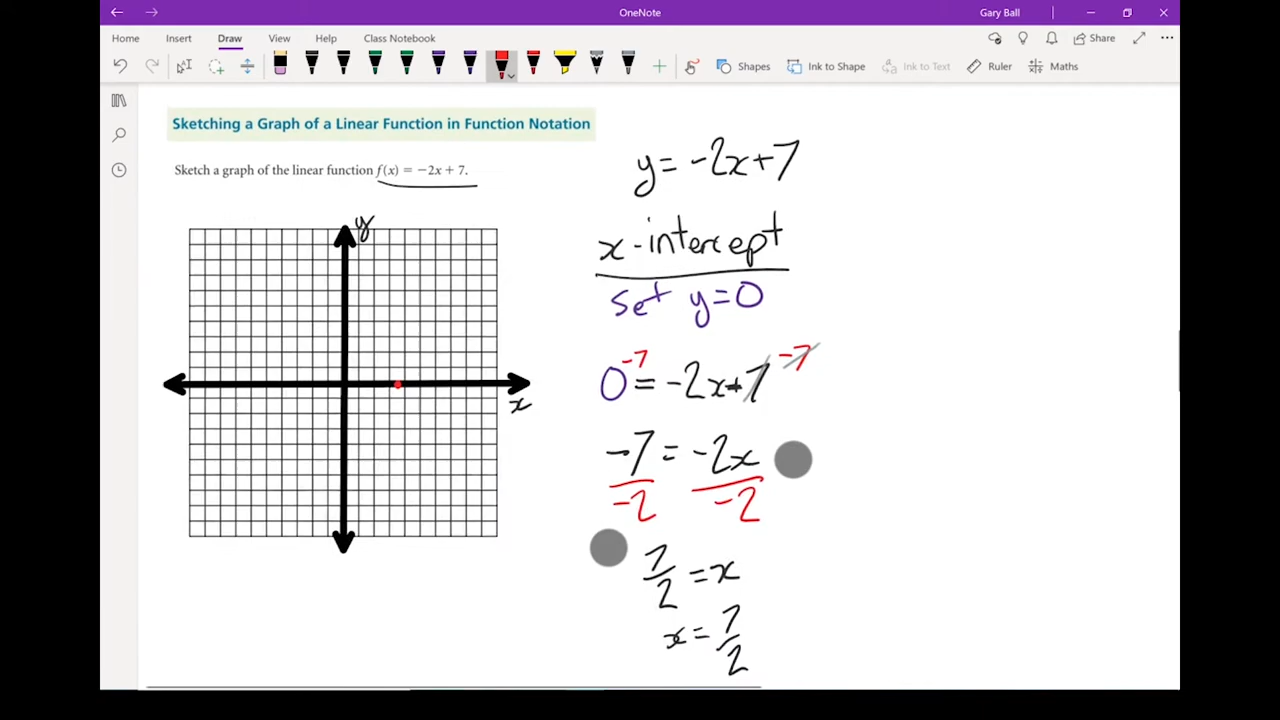 OneNote
Gary Ball
Home Insert Draw View Help Class Notebook
Share
Shapes Ink to Shape Ink to Text Ruler Maths
Sketching a Graph of a Linear Function in Function Notation
Sketch a graph of the linear function f(x) = −2x + 7.
y
x
y = -2x+7
x-intercept
set y=0
0 -7 = -2x+7 -7
-7 = -2x
-2 -2
7/2 = x
x = 7/2